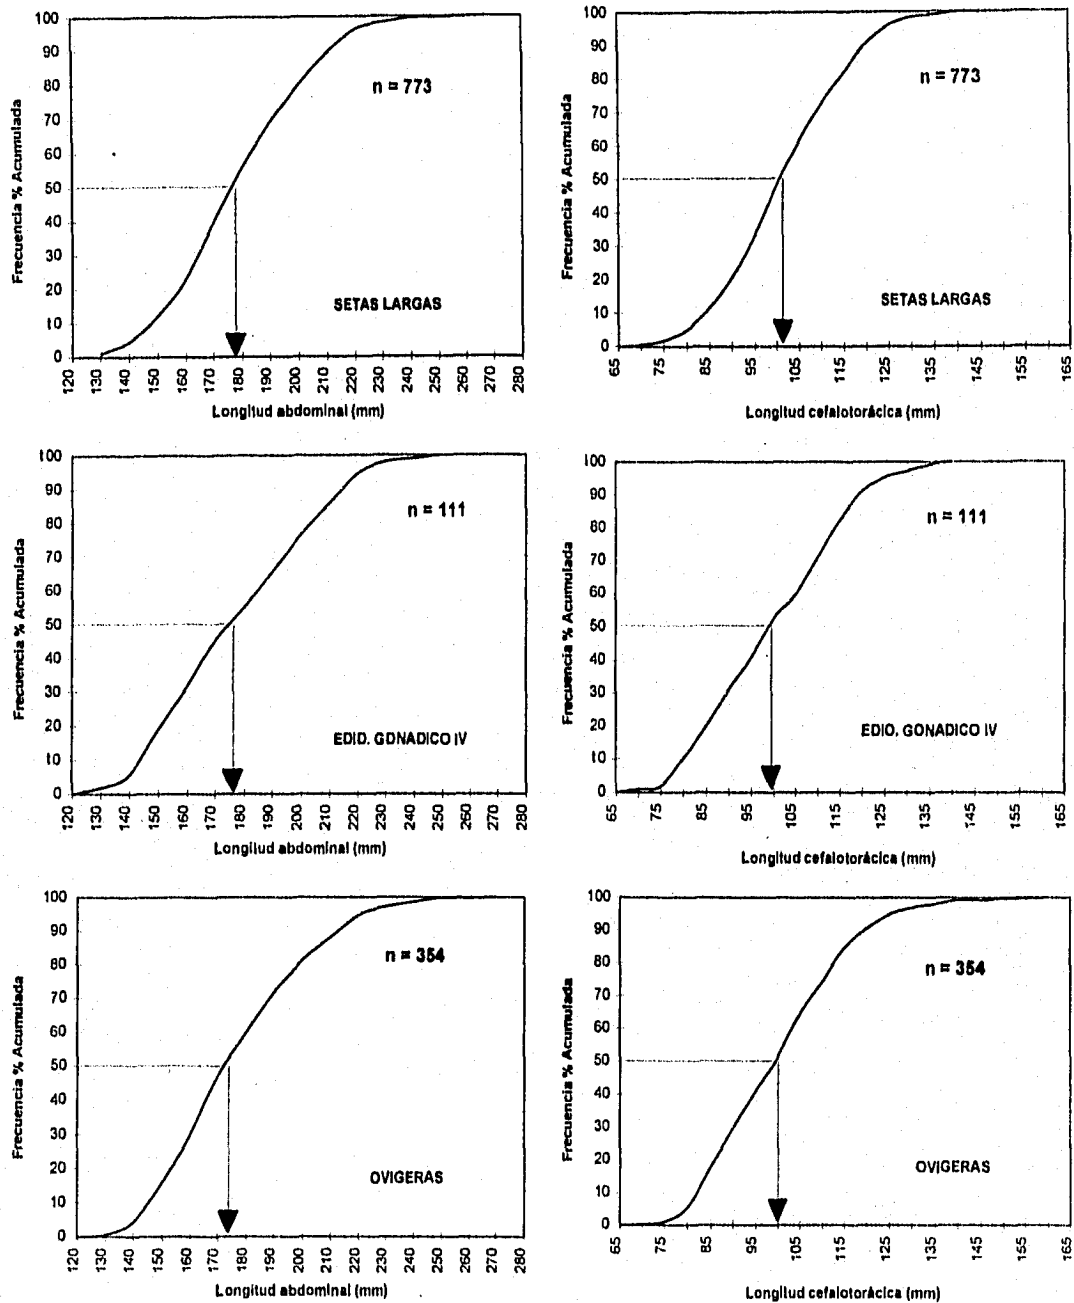 100
90
80
70
60
50
40
30
20
10
0
Frecuencia % Acumulada
n = 773
SETAS LARGAS
120 130 140 150 160 170 180 190 200 210 220 230 240 250 260 270 280
Longitud abdominal (mm)
100
90
80
70
60
50
40
30
20
10
0
Frecuencia % Acumulada
n = 773
SETAS LARGAS
65 75 85 95 105 115 125 135 145 155 165
Longitud cefalotorácica (mm)
100
90
80
70
60
50
40
30
20
10
0
Frecuencia % Acumulada
n = 111
EDID. GDNADICO IV
120 130 140 150 160 170 180 190 200 210 220 230 240 250 260 270 280
Longitud abdominal (mm)
100
90
80
70
60
50
40
30
20
10
0
Frecuencia % Acumulada
n = 111
EDIO. GONADICO IV
65 75 85 95 105 115 125 135 145 155 165
Longitud cefalotorácica (mm)
100
90
80
70
60
50
40
30
20
10
0
Frecuencia % Acumulada
n = 354
OVIGERAS
120 130 140 150 160 170 180 190 200 210 220 230 240 250 260 270 280
Longitud abdominal (mm)
100
90
80
70
60
50
40
30
20
10
0
Frecuencia % Acumulada
n = 354
OVIGERAS
65 75 85 95 105 115 125 135 145 155 165
Longitud cefalotorácica (mm)